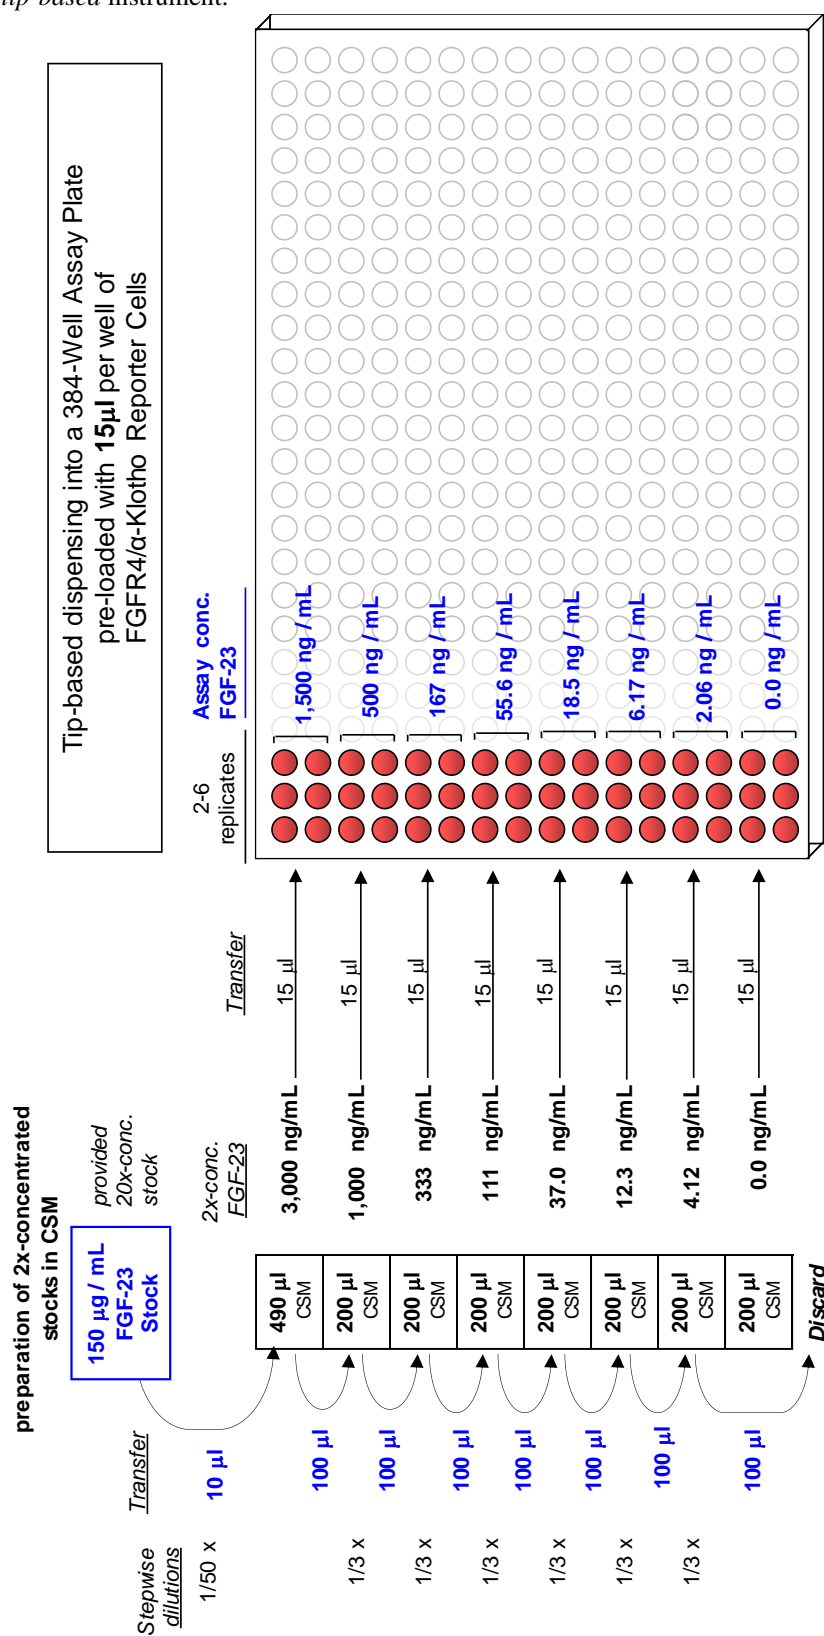 tip-based instrument.
preparation of 2x-concentrated
stocks in CSM
Tip-based dispensing into a 384-Well Assay Plate
pre-loaded with 15µl per well of
FGFR4/α-Klotho Reporter Cells
Stepwise
dilutions
Transfer
150 µg / mL
FGF-23
Stock
provided
20x-conc.
stock
2x-conc.
FGF-23
Transfer
2-6
replicates
Assay conc.
FGF-23
1/50 x
10 µl
490 µl
CSM
3,000 ng/mL
15 µl
1,500 ng / mL
100 µl
1/3 x
200 µl
CSM
1,000 ng/mL
15 µl
500 ng / mL
100 µl
1/3 x
200 µl
CSM
333 ng/mL
15 µl
167 ng / mL
100 µl
1/3 x
200 µl
CSM
111 ng/mL
15 µl
55.6 ng / mL
100 µl
1/3 x
200 µl
CSM
37.0 ng/mL
15 µl
18.5 ng / mL
100 µl
1/3 x
200 µl
CSM
12.3 ng/mL
15 µl
6.17 ng / mL
100 µl
1/3 x
200 µl
CSM
4.12 ng/mL
15 µl
2.06 ng / mL
100 µl
200 µl
CSM
0.0 ng/mL
15 µl
0.0 ng / mL
Discard